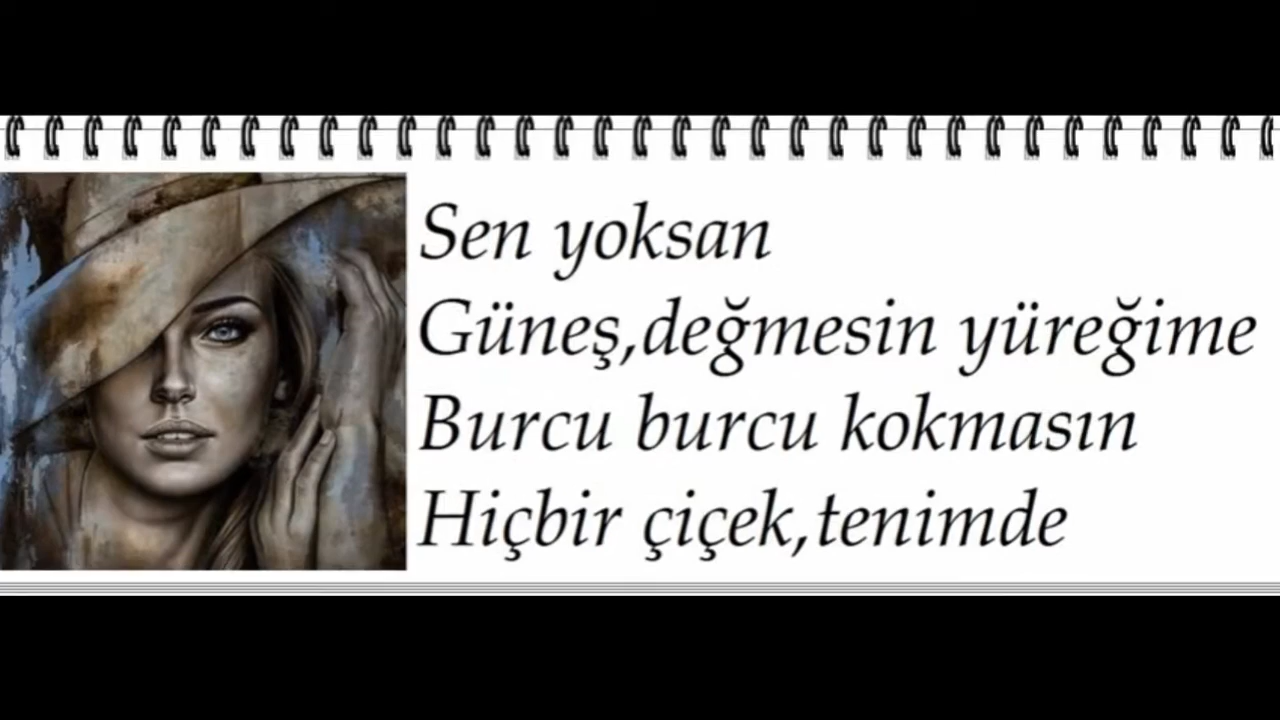 Sen yoksan
Güneş,değmesin yüreğime
Burcu burcu kokmasın
Hiçbir çiçek,tenimde